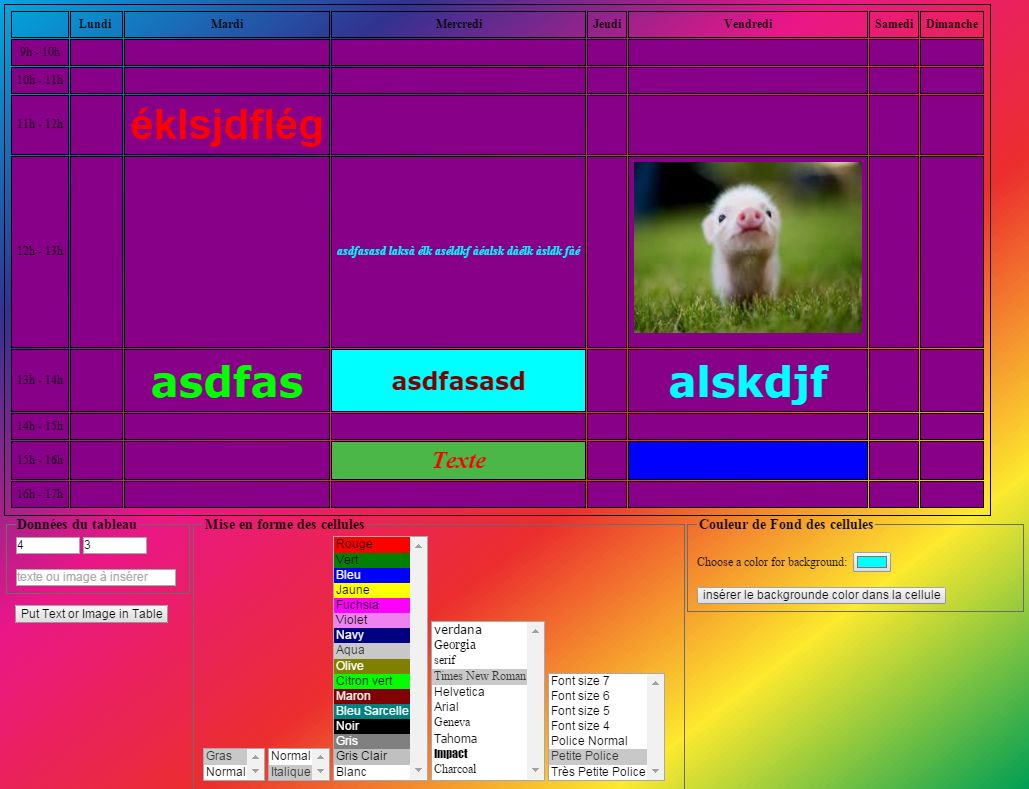 Lundi Mardi Mercredi Jeudi Vendredi Samedi Dimanche
9h - 10h
10h - 11h
11h - 12h éklsjdflég
12h - 13h asdfasasd laksà élk aséldkf àéalsk dàélk àsldk fàé
13h - 14h asdfas asdfasasd alskdjf
14h - 15h
15h - 16h Texte
16h - 17h
Données du tableau
4 3
texte ou image à insérer
Put Text or Image in Table
Mise en forme des cellules
Gras
Normal
Normal
Italique
Rouge
Vert
Bleu
Jaune
Fuchsia
Violet
Navy
Aqua
Olive
Citron vert
Maron
Bleu Sarcelle
Noir
Gris
Gris Clair
Blanc
verdana
Georgia
serif
Times New Roman
Helvetica
Arial
Geneva
Tahoma
Impact
Charcoal
Font size 7
Font size 6
Font size 5
Font size 4
Police Normal
Petite Police
Très Petite Police
Couleur de Fond des cellules
Choose a color for background:
insérer le backgrounde color dans la cellule